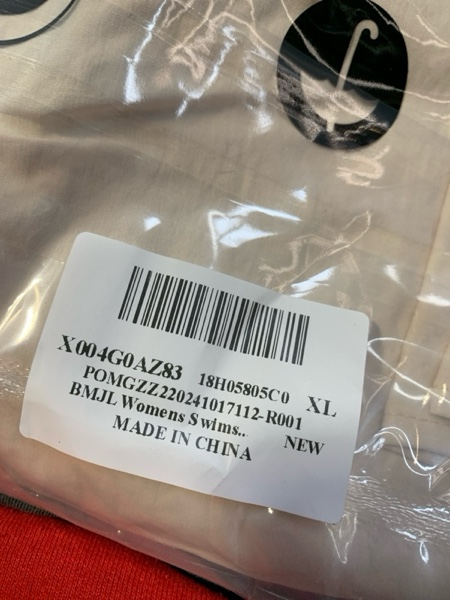 X004G0AZ83 18H05805C0 XL
POMGZZ220241017112-R001
BMJL Womens Swims.. NEW
MADE IN CHINA